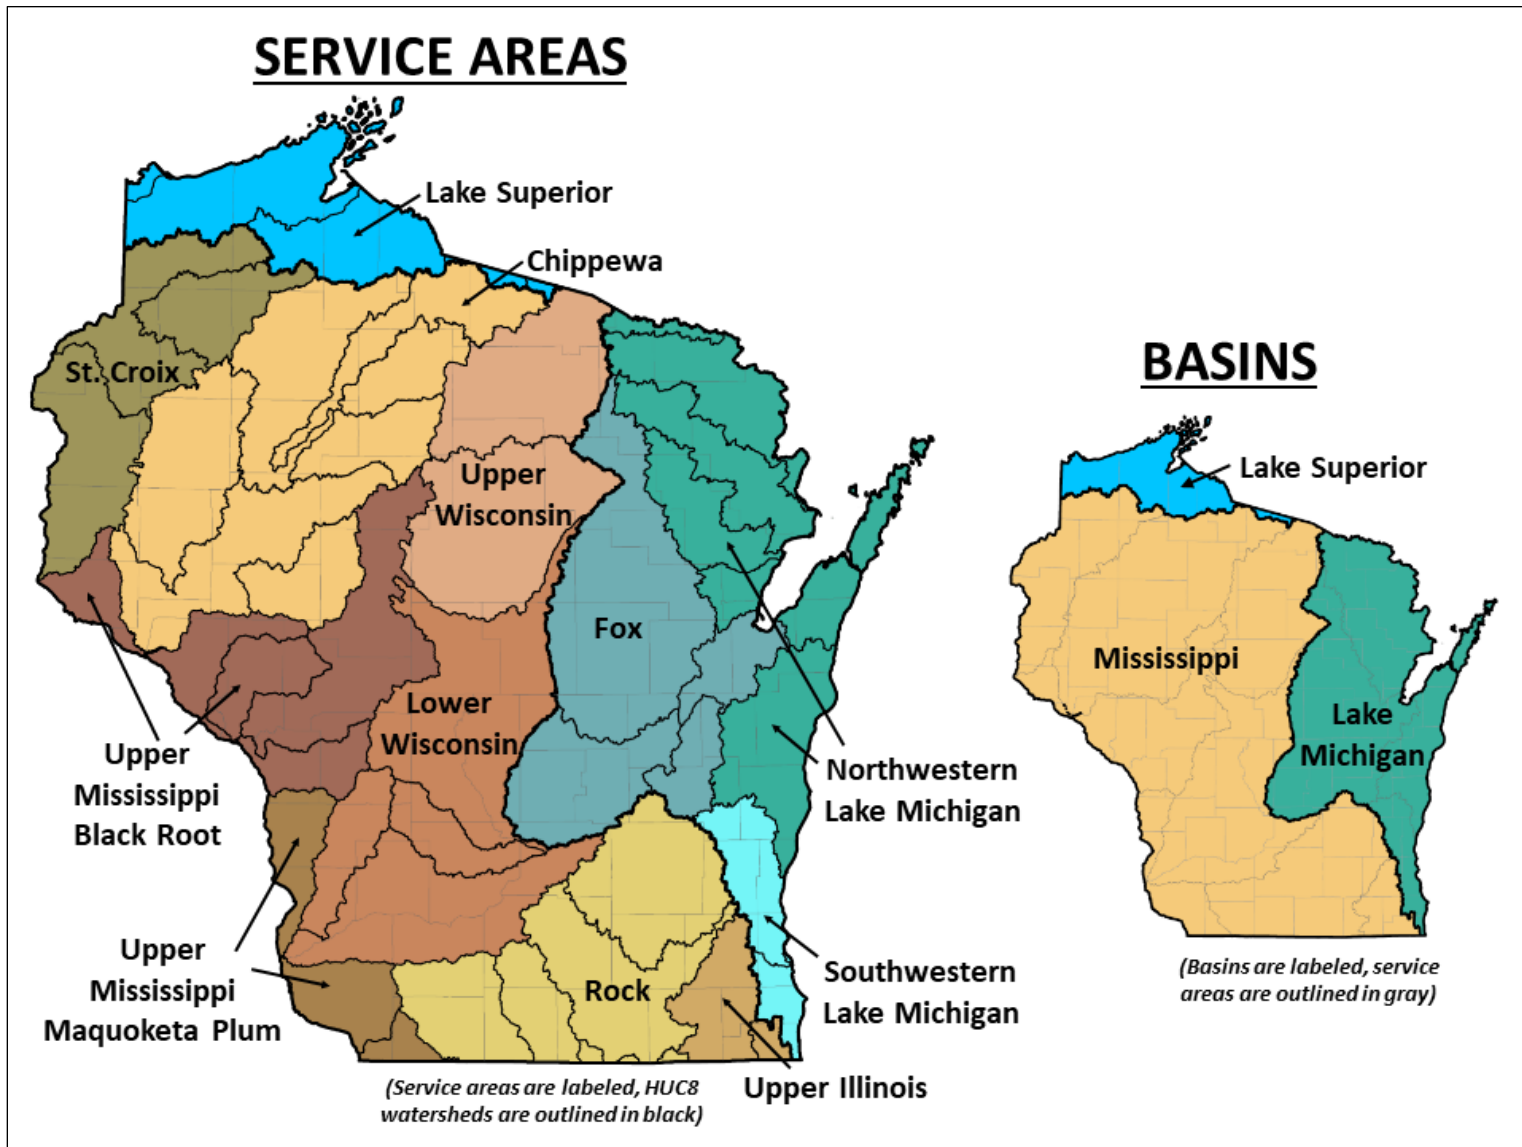 SERVICE AREAS
Lake Superior
Chippewa
St. Croix
Upper
Wisconsin
Fox
Lower
Wisconsin
Upper
Mississippi
Black Root
Northwestern
Lake Michigan
Upper
Mississippi
Maquoketa Plum
Rock
Southwestern
Lake Michigan
Upper Illinois
(Service areas are labeled, HUC8
watersheds are outlined in black)
BASINS
Lake Superior
Mississippi
Lake
Michigan
(Basins are labeled, service
areas are outlined in gray)